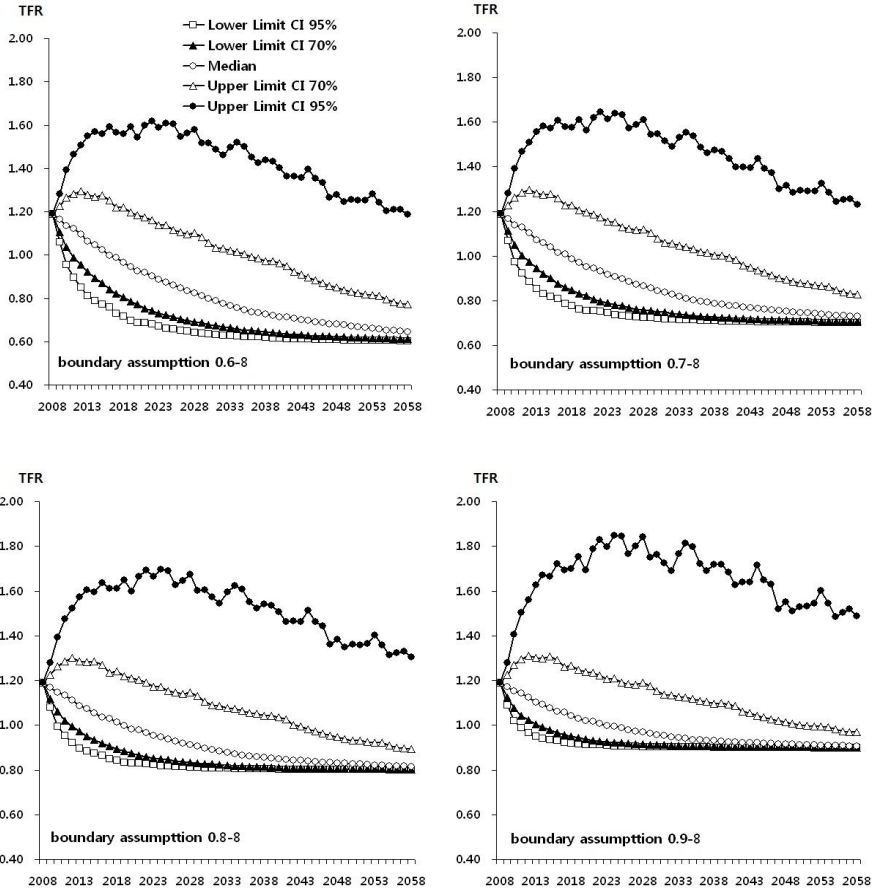 TFR
Lower Limit CI 95%
Lower Limit CI 70%
Median
Upper Limit CI 70%
Upper Limit CI 95%
2.00
1.80
1.60
1.40
1.20
1.00
0.80
0.60
0.40
boundary assumpttion 0.6-8
2008 2013 2018 2023 2028 2033 2038 2043 2048 2053 2058
TFR
2.00
1.80
1.60
1.40
1.20
1.00
0.80
0.60
0.40
boundary assumpttion 0.7-8
2008 2013 2018 2023 2028 2033 2038 2043 2048 2053 2058
TFR
2.00
1.80
1.60
1.40
1.20
1.00
0.80
0.60
0.40
boundary assumpttion 0.8-8
2008 2013 2018 2023 2028 2033 2038 2043 2048 2053 2058
TFR
2.00
1.80
1.60
1.40
1.20
1.00
0.80
0.60
0.40
boundary assumpttion 0.9-8
2008 2013 2018 2023 2028 2033 2038 2043 2048 2053 2058